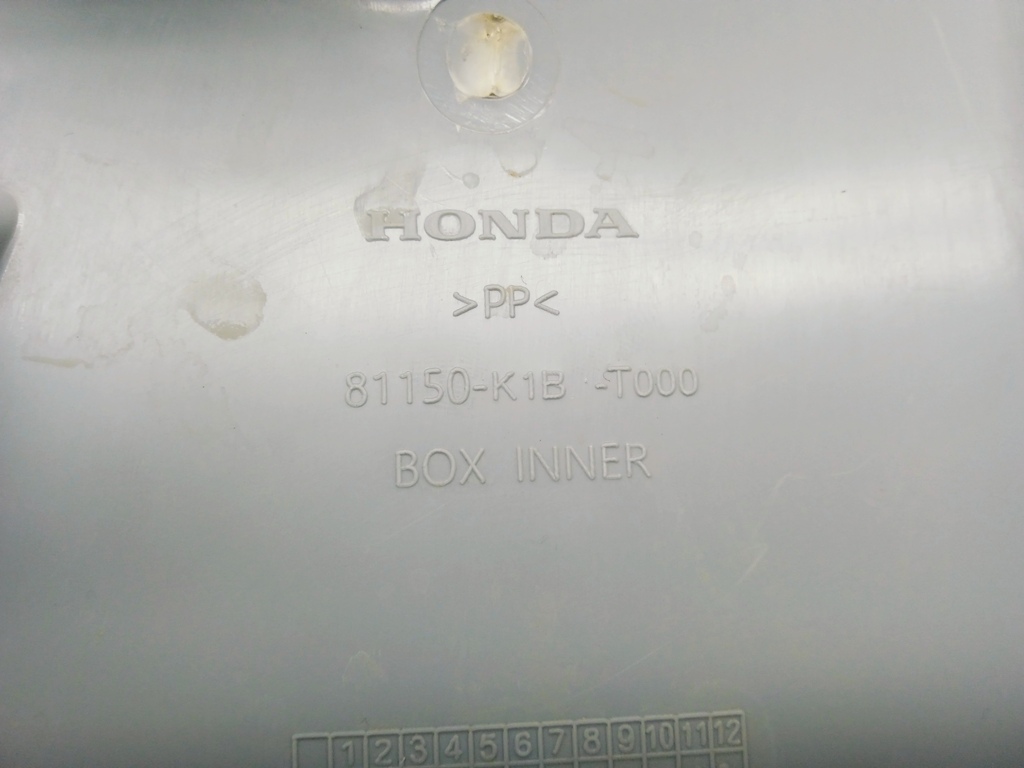 HONDA
>PP<
81150-K1B -T000
BOX INNER
1 2 3 4 5 6 7 8 9 10 11 12